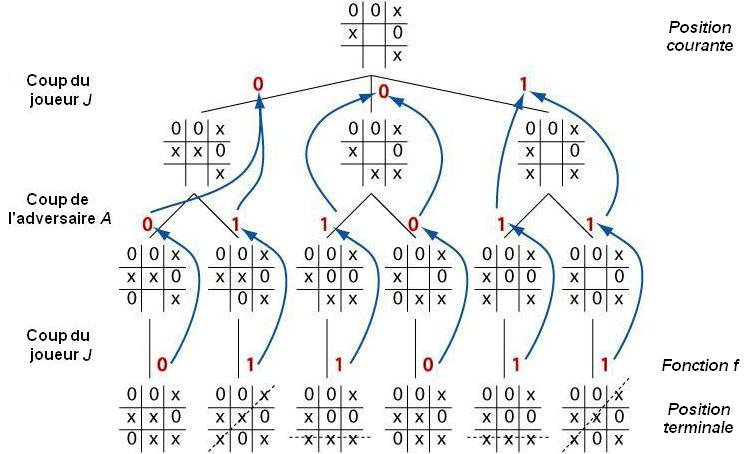 0 0 x
x 0
x
Position
courante
Coup du
joueur J
0
0
1
0 0 x
x x 0
x
0 0 x
x 0
x x
0 0 x
x 0
x
Coup de
l'adversaire A
0
1
1
0
1
1
0 0 x
x x 0
0 x
0 0 x
x x 0
0 x
0 0 x
x 0 0
x x
0 0 x
x 0
0 x x
0 0 x
x 0 0
x x
0 0 x
x 0
x 0 x
Coup du
joueur J
0
1
1
0
1
1
Fonction f
0 0 x
x x 0
0 x x
0 0 x
x x 0
x 0 x
0 0 x
x 0 0
x x x
0 0 x
x x 0
0 x x
0 0 x
x 0 0
x x x
0 0 x
x x 0
x 0 x
Position
terminale